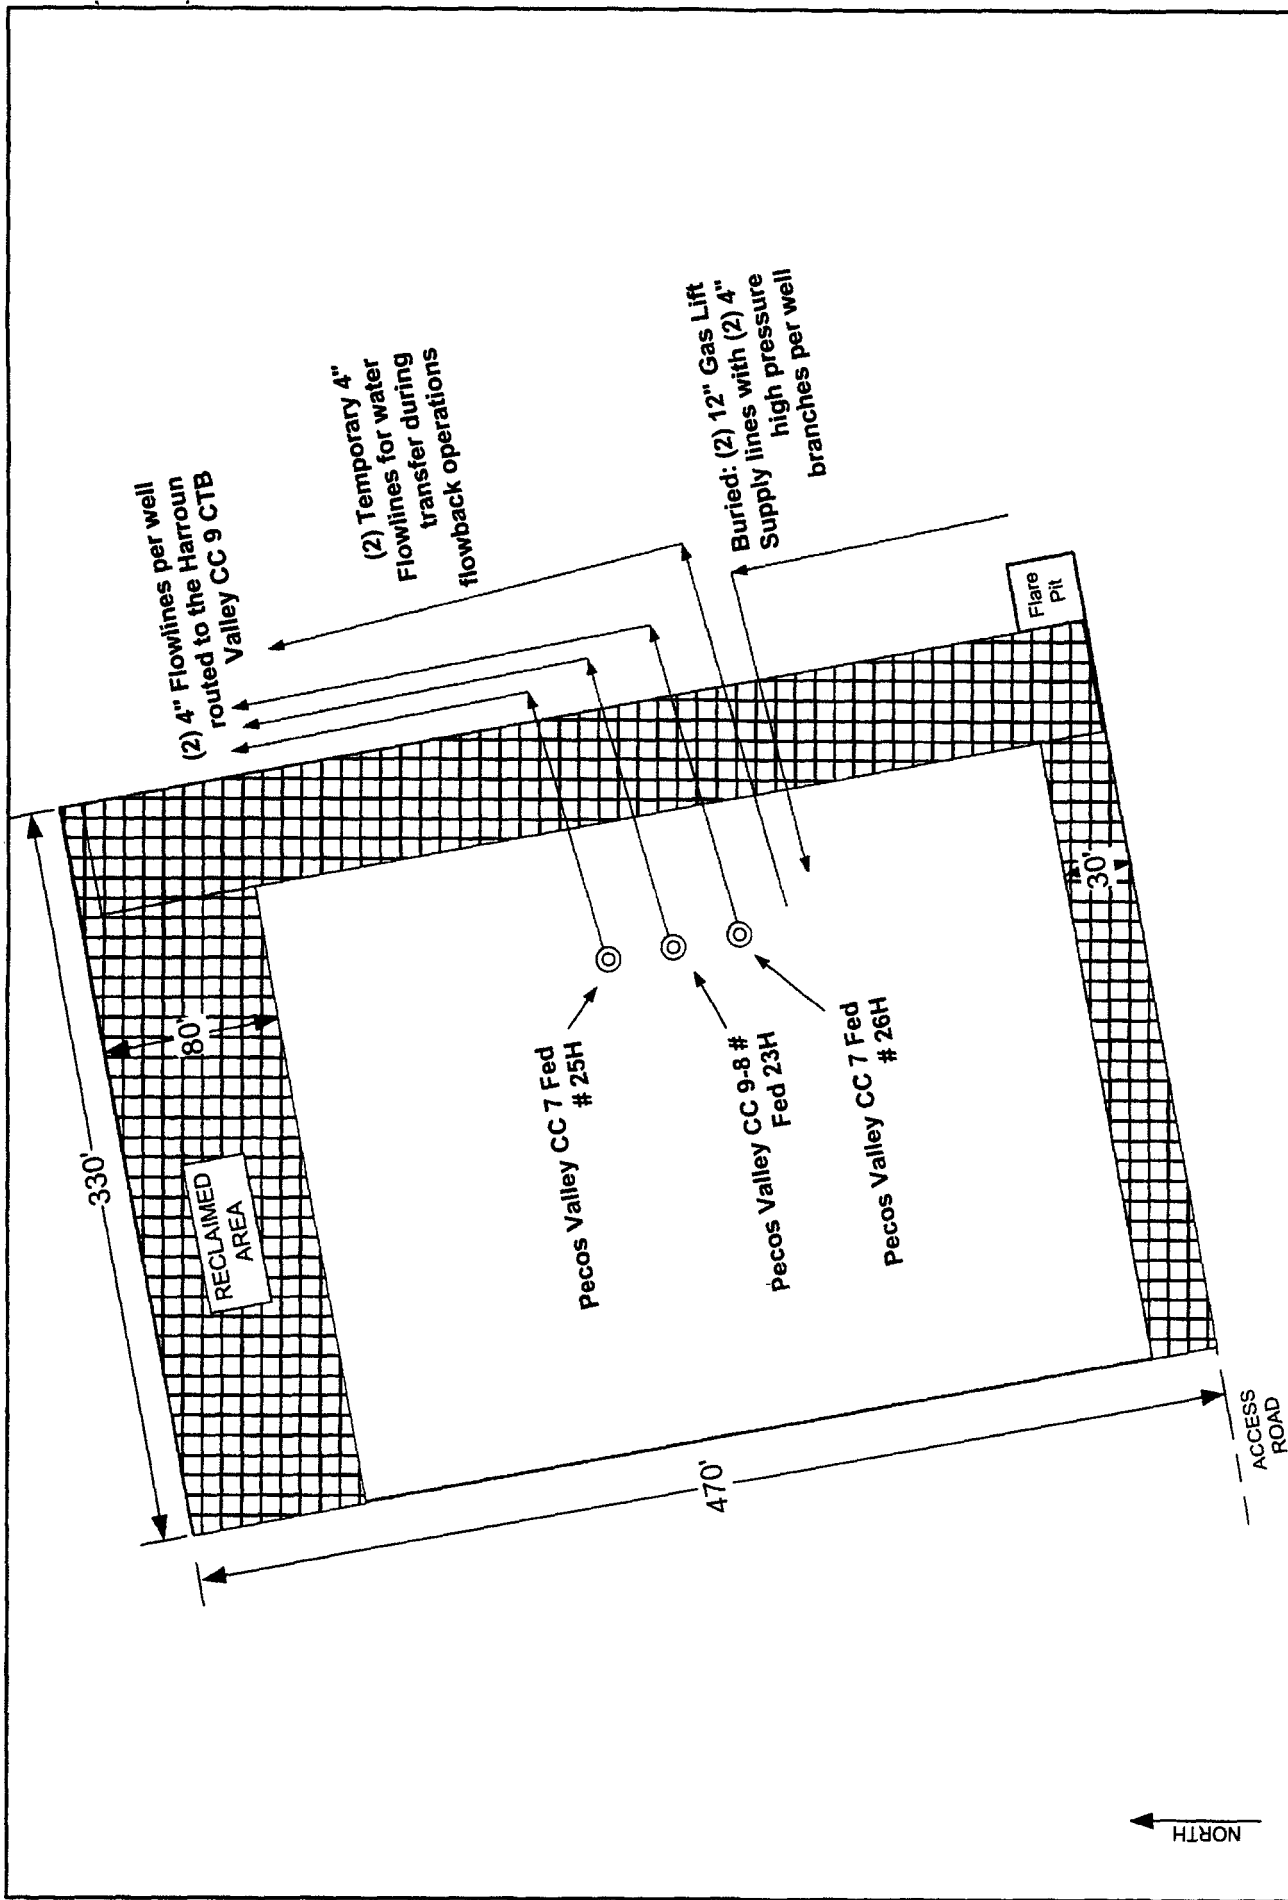 (2) 4" Flowlines per well
routed to the Harroun
Valley CC 9 CTB
(2) Temporary 4"
Flowlines for water
transfer during
flowback operations
Buried: (2) 12" Gas Lift
Supply lines with (2) 4"
high pressure
branches per well
330'
80'
RECLAIMED
AREA
Pecos Valley CC 7 Fed
# 25H
Pecos Valley CC 9-8 #
Fed 23H
Pecos Valley CC 7 Fed
# 26H
Flare
Pit
30'
470'
ACCESS
ROAD
NORTH